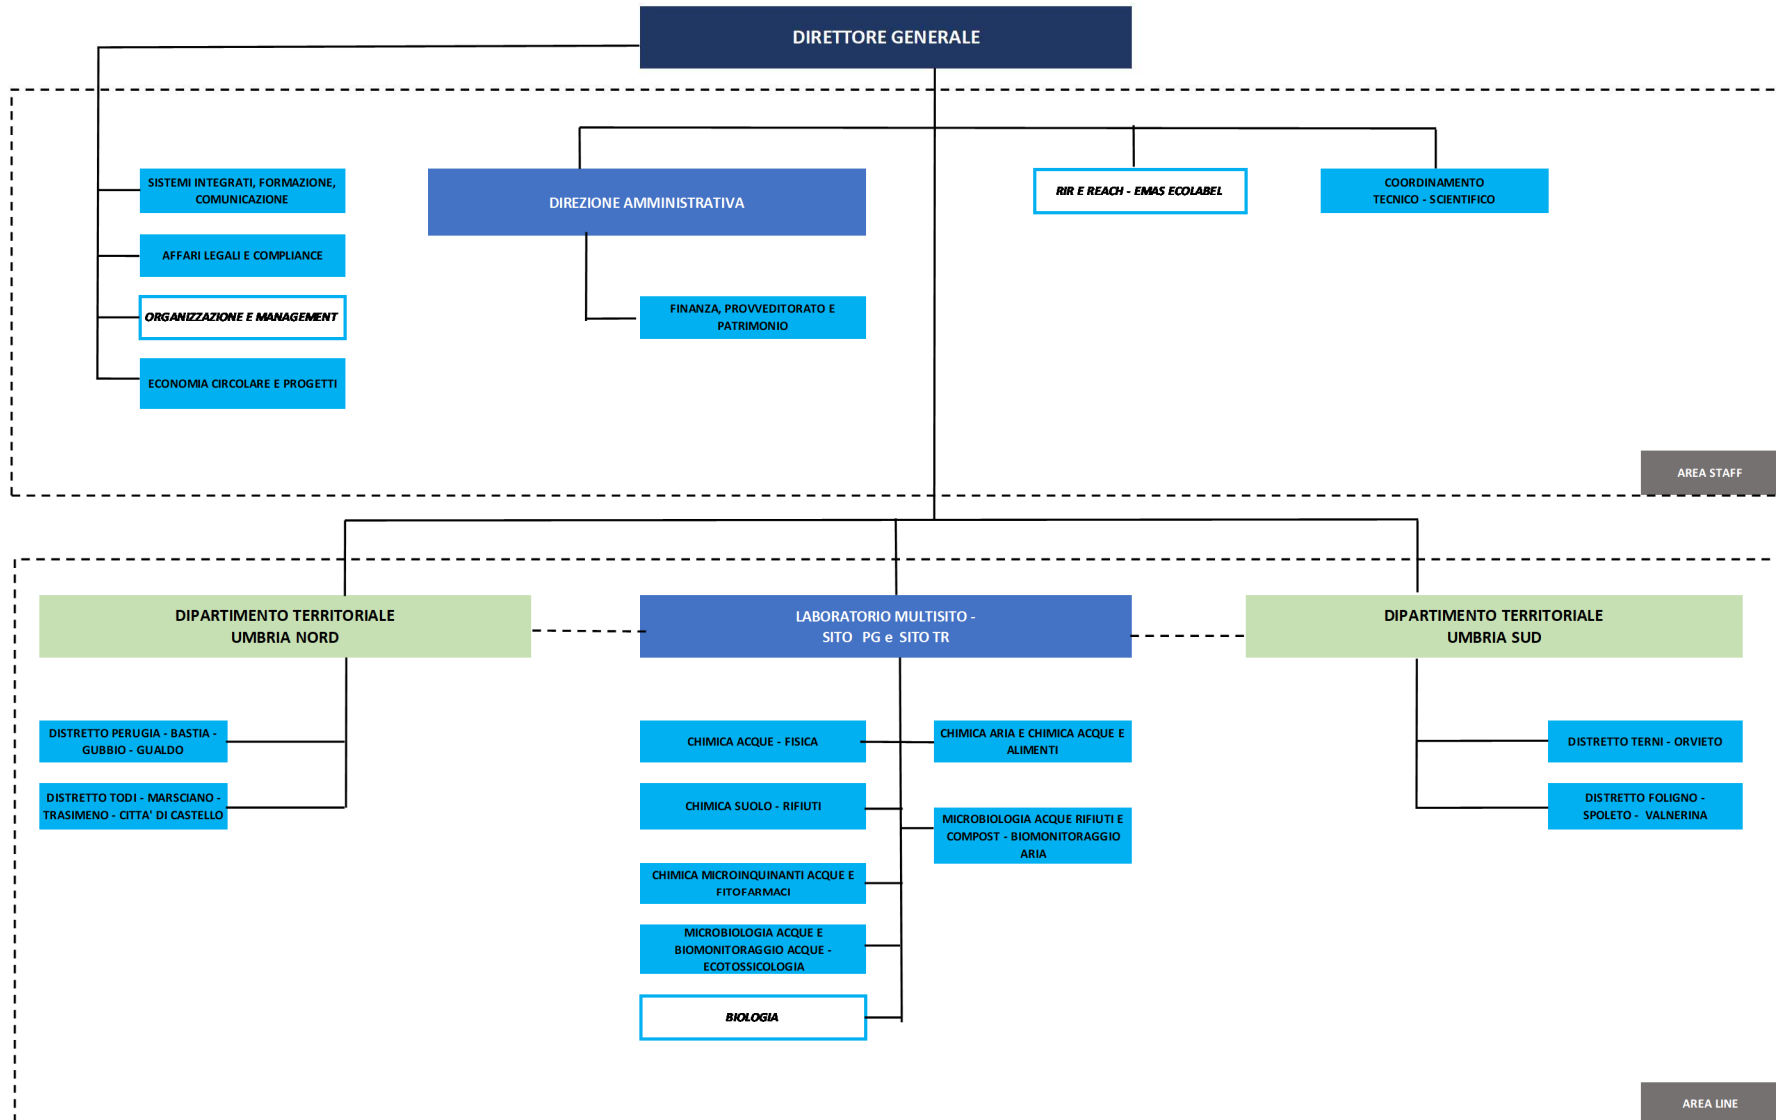 DIRETTORE GENERALE
SISTEMI INTEGRATI, FORMAZIONE,
COMUNICAZIONE
AFFARI LEGALI E COMPLIANCE
ORGANIZZAZIONE E MANAGEMENT
ECONOMIA CIRCOLARE E PROGETTI
DIREZIONE AMMINISTRATIVA
FINANZA, PROVVEDITORATO E
PATRIMONIO
RIR E REACH - EMAS ECOLABEL
COORDINAMENTO
TECNICO - SCIENTIFICO
AREA STAFF
DIPARTIMENTO TERRITORIALE
UMBRIA NORD
LABORATORIO MULTISITO -
SITO PG e SITO TR
DIPARTIMENTO TERRITORIALE
UMBRIA SUD
DISTRETTO PERUGIA - BASTIA -
GUBBIO - GUALDO
DISTRETTO TODI - MARSCIANO -
TRASIMENO - CITTA' DI CASTELLO
CHIMICA ACQUE - FISICA
CHIMICA SUOLO - RIFIUTI
CHIMICA MICROINQUINANTI ACQUE E
FITOFARMACI
MICROBIOLOGIA ACQUE E
BIOMONITORAGGIO ACQUE -
ECOTOSSICOLOGIA
BIOLOGIA
CHIMICA ARIA E CHIMICA ACQUE E
ALIMENTI
MICROBIOLOGIA ACQUE RIFIUTI E
COMPOST - BIOMONITORAGGIO
ARIA
DISTRETTO TERNI - ORVIETO
DISTRETTO FOLIGNO -
SPOLETO - VALNERINA
AREA LINE